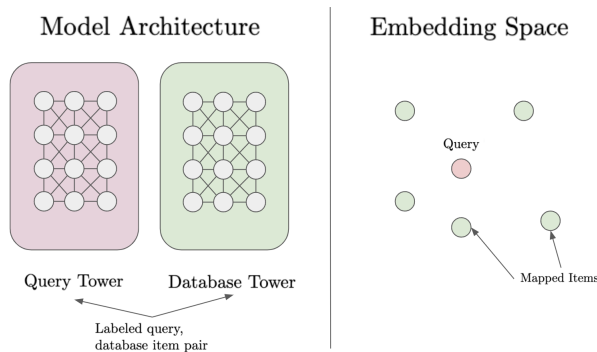 Model Architecture
Embedding Space
Query
Query Tower
Database Tower
Mapped Items
Labeled query,
database item pair